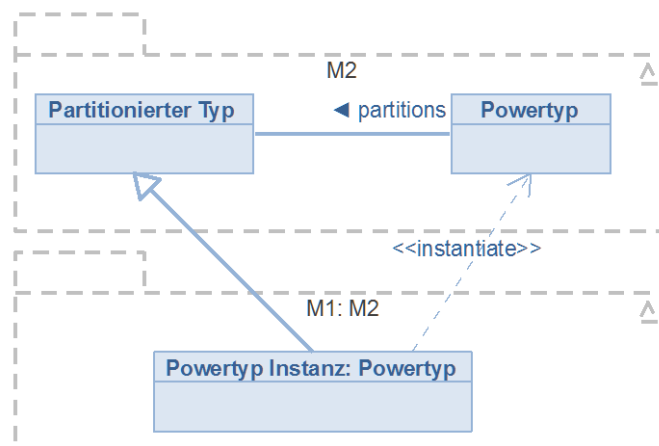 M2
Partitionierter Typ
◄ partitions
Powertyp
<<instantiate>>
M1: M2
Powertyp Instanz: Powertyp